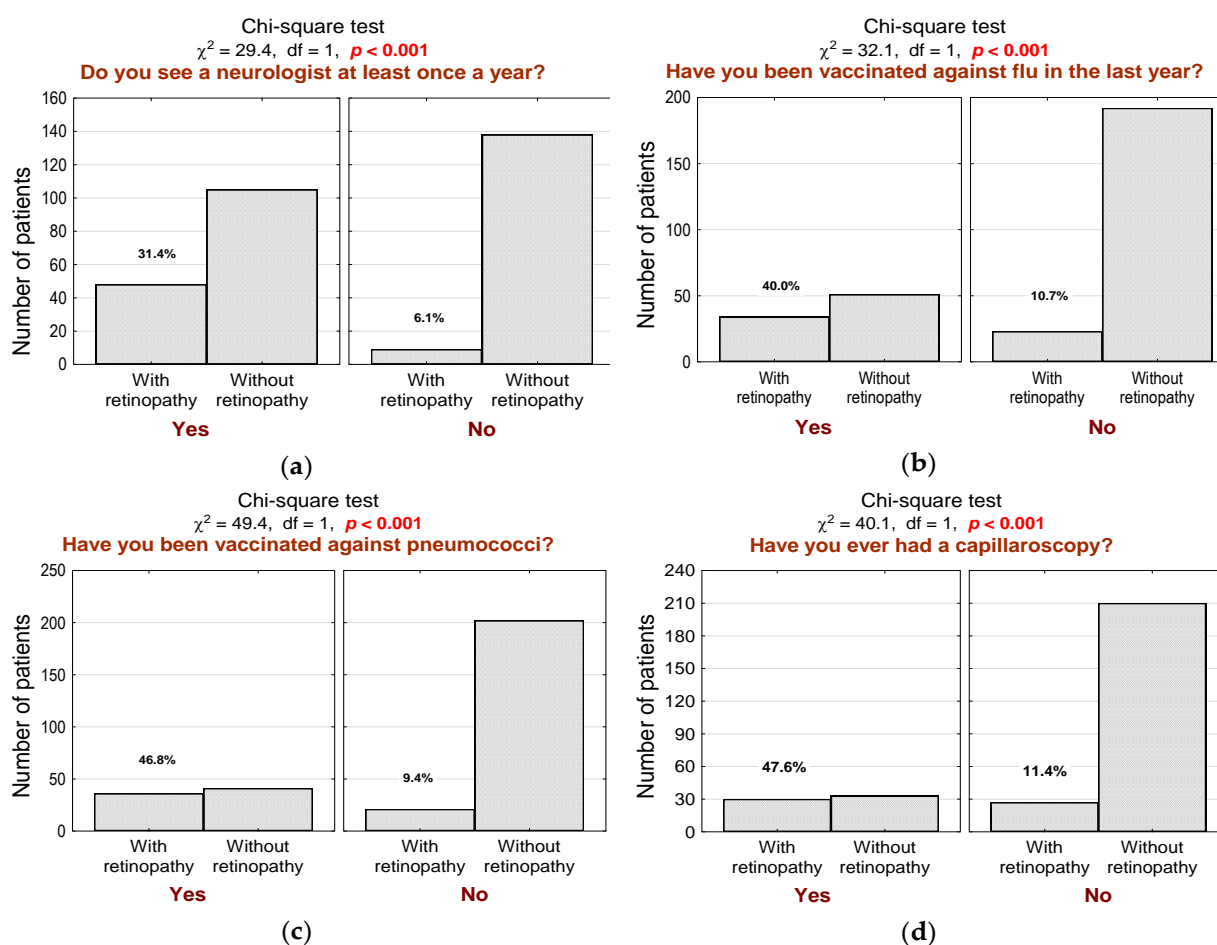 Chi-square test
χ² = 29.4, df = 1, p < 0.001
Do you see a neurologist at least once a year?
160
140
120
100
80
60
40
20
0
Number of patients
31.4%
6.1%
With retinopathy
Without retinopathy
With retinopathy
Without retinopathy
Yes
No
(a)
Chi-square test
χ² = 32.1, df = 1, p < 0.001
Have you been vaccinated against flu in the last year?
200
150
100
50
0
Number of patients
40.0%
10.7%
With retinopathy
Without retinopathy
With retinopathy
Without retinopathy
Yes
No
(b)
Chi-square test
χ² = 49.4, df = 1, p < 0.001
Have you been vaccinated against pneumococci?
250
200
150
100
50
0
Number of patients
46.8%
9.4%
With retinopathy
Without retinopathy
With retinopathy
Without retinopathy
Yes
No
(c)
Chi-square test
χ² = 40.1, df = 1, p < 0.001
Have you ever had a capillaroscopy?
240
210
180
150
120
90
60
30
0
Number of patients
47.6%
11.4%
With retinopathy
Without retinopathy
With retinopathy
Without retinopathy
Yes
No
(d)